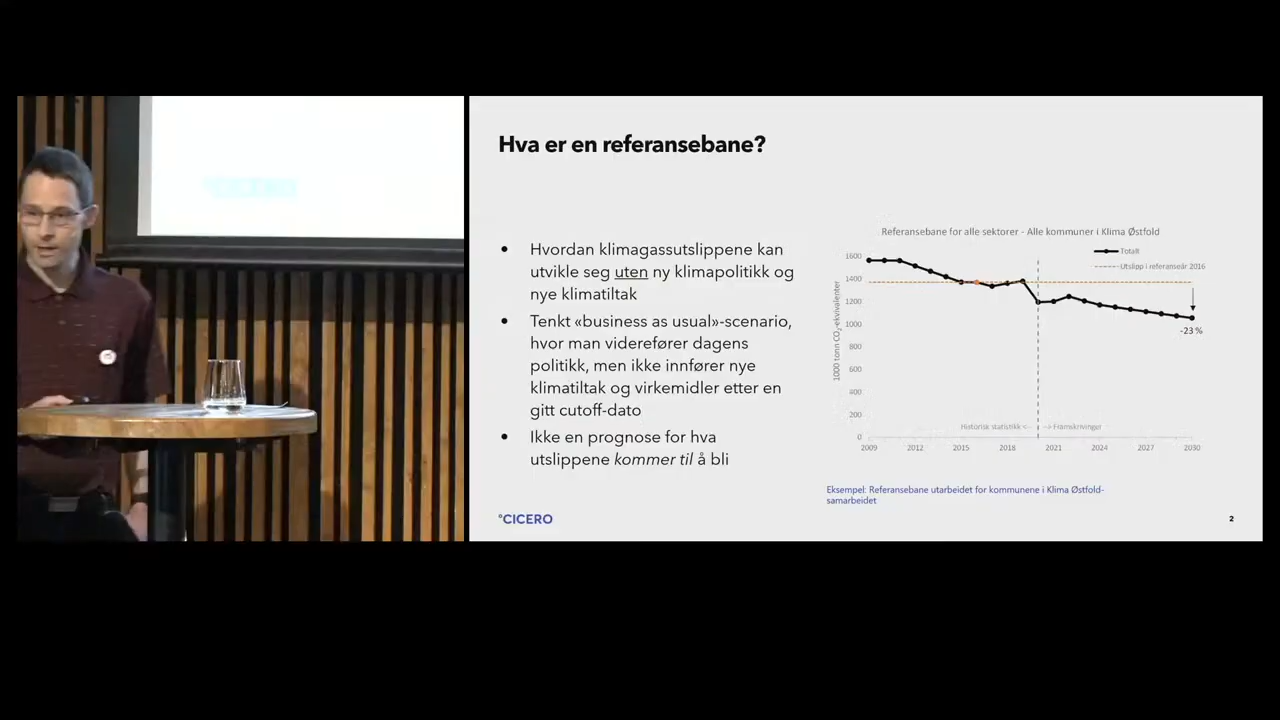 Hva er en referansebane?
Hvordan klimagassutslippene kan
utvikle seg uten ny klimapolitikk og
nye klimatiltak
Tenkt «business as usual»-scenario,
hvor man viderefører dagens
politikk, men ikke innfører nye
klimatiltak og virkemidler etter en
gitt cutoff-dato
Ikke en prognose for hva
utslippene kommer til å bli
Referansebane for alle sektorer - Alle kommuner i Klima Østfold
Totalt
Utslipp i referanseår 2016
1000 tonn CO₂-ekvivalenter
1600
1400
1200
1000
800
600
400
200
0
-23 %
Historisk statistikk <--
--> Framskrivinger
2009 2012 2015 2018 2021 2024 2027 2030
Eksempel: Referansebane utarbeidet for kommunene i Klima Østfold-
samarbeidet
°CICERO
2